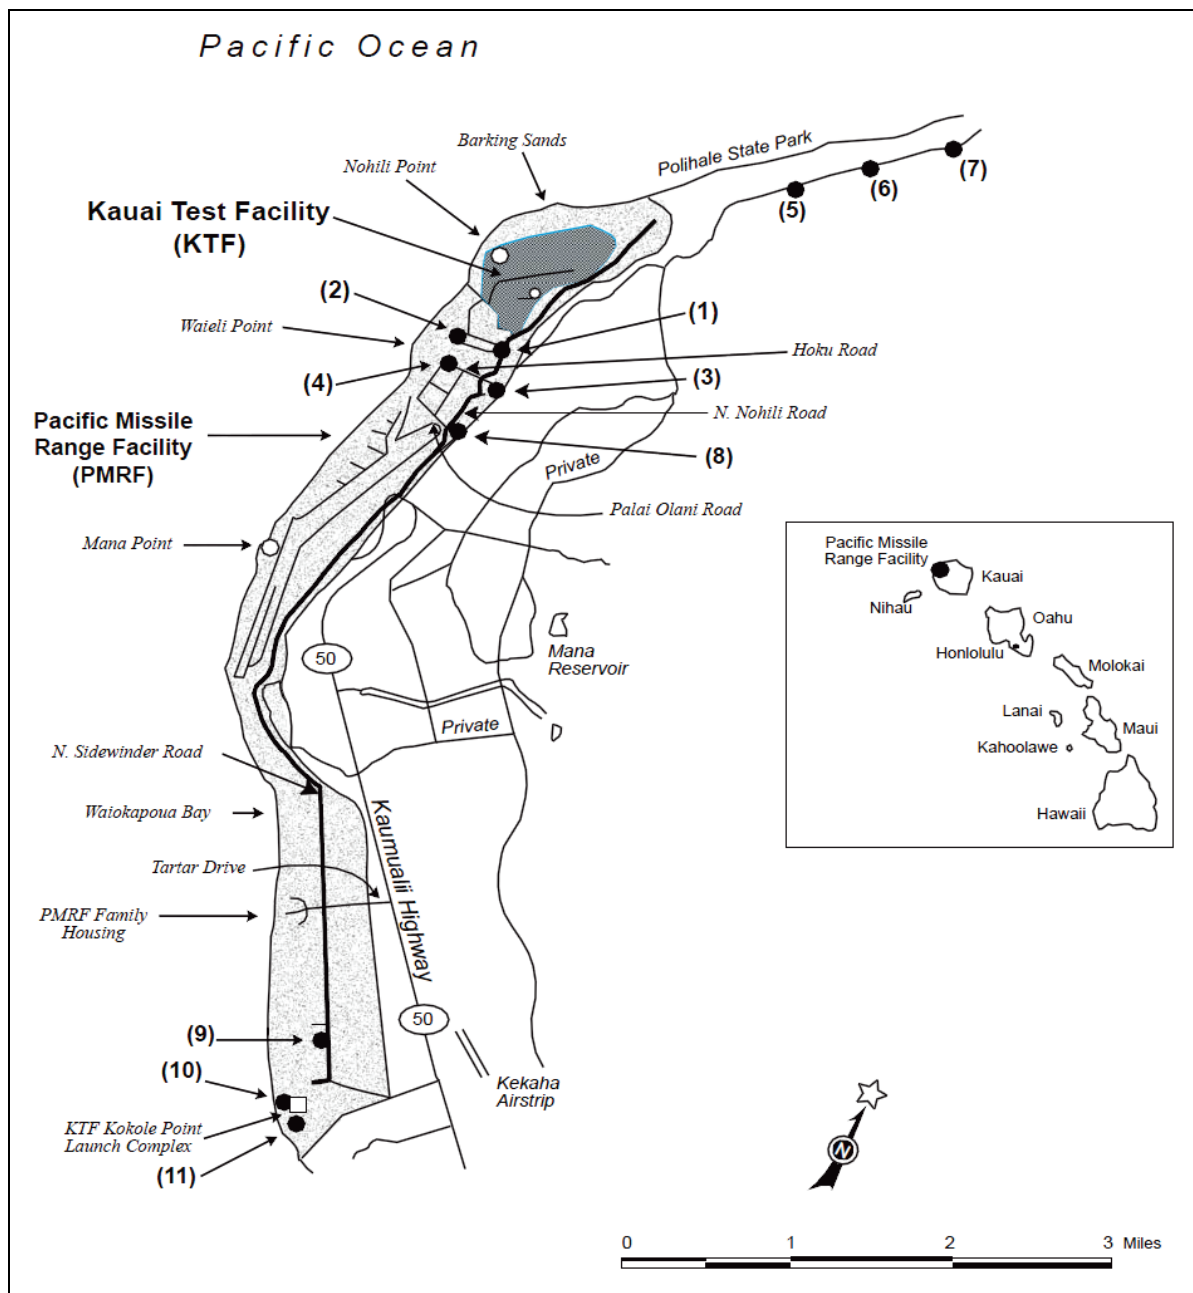 Pacific Ocean
Barking Sands
Nohili Point
Polihale State Park
(7)
(6)
(5)
Kauai Test Facility
(KTF)
(2)
(1)
Waieli Point
Hoku Road
(4)
(3)
N. Nohili Road
Pacific Missile
Range Facility
(PMRF)
(8)
Private
Palai Olani Road
Mana Point
Pacific Missile
Range Facility
Kauai
Nihau
Oahu
Honlolulu
Molokai
Lanai
Maui
Kahoolawe
Hawaii
50
Mana
Reservoir
Private
N. Sidewinder Road
Waiokapoua Bay
Kaumualii Highway
Tartar Drive
PMRF Family
Housing
50
(9)
(10)
Kekaha
Airstrip
KTF Kokole Point
Launch Complex
(11)
N
0 1 2 3 Miles